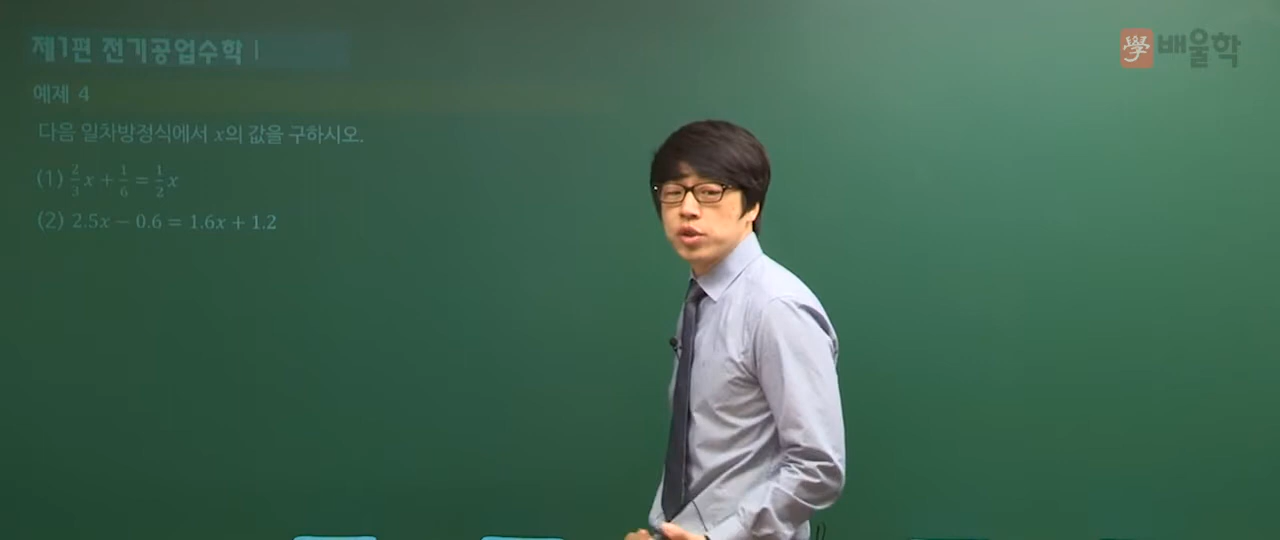 제1편 전기공업수학 |
學배울학
예제 4
다음 일차방정식에서 x의 값을 구하시오.
(1) 2/3 x + 1/6 = 1/2 x
(2) 2.5x − 0.6 = 1.6x + 1.2